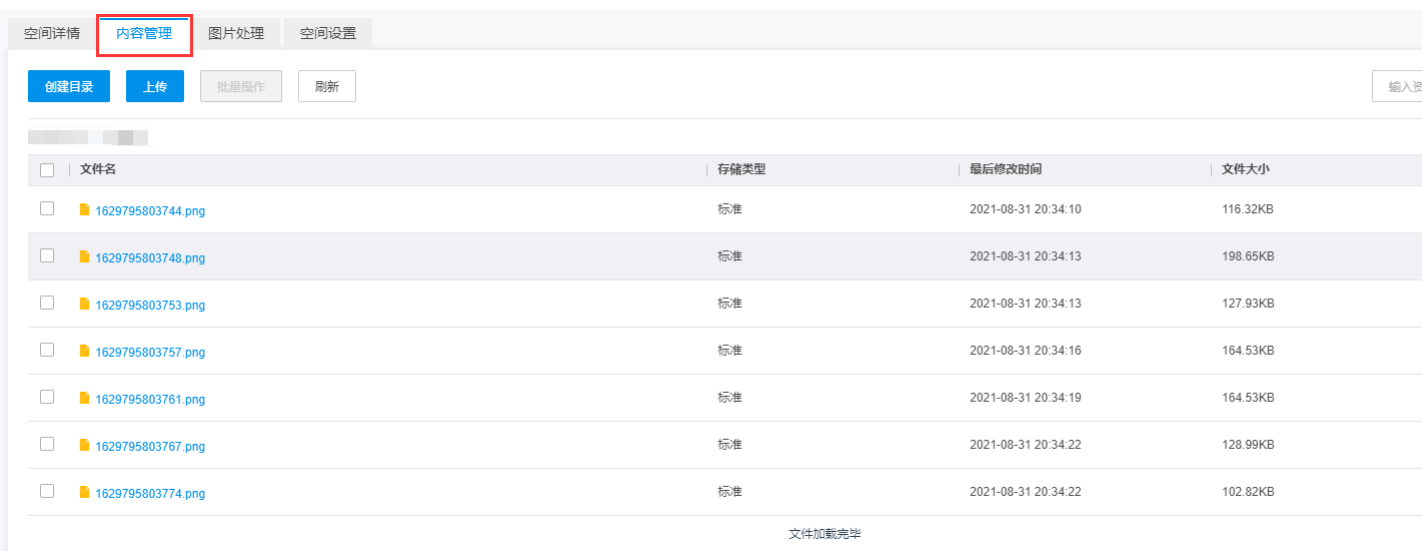 空间详情 内容管理 图片处理 空间设置
创建目录 上传 批量操作 刷新 输入资
文件名 存储类型 最后修改时间 文件大小
1629795803744.png 标准 2021-08-31 20:34:10 116.32KB
1629795803748.png 标准 2021-08-31 20:34:13 198.65KB
1629795803753.png 标准 2021-08-31 20:34:13 127.93KB
1629795803757.png 标准 2021-08-31 20:34:16 164.53KB
1629795803761.png 标准 2021-08-31 20:34:19 164.53KB
1629795803767.png 标准 2021-08-31 20:34:22 128.99KB
1629795803774.png 标准 2021-08-31 20:34:22 102.82KB
文件加载完毕